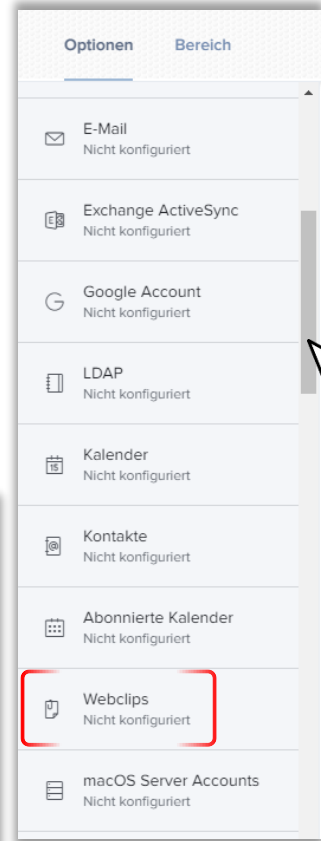 Optionen Bereich
E-Mail
Nicht konfiguriert
Exchange ActiveSync
Nicht konfiguriert
Google Account
Nicht konfiguriert
LDAP
Nicht konfiguriert
Kalender
Nicht konfiguriert
Kontakte
Nicht konfiguriert
Abonnierte Kalender
Nicht konfiguriert
Webclips
Nicht konfiguriert
macOS Server Accounts
Nicht konfiguriert